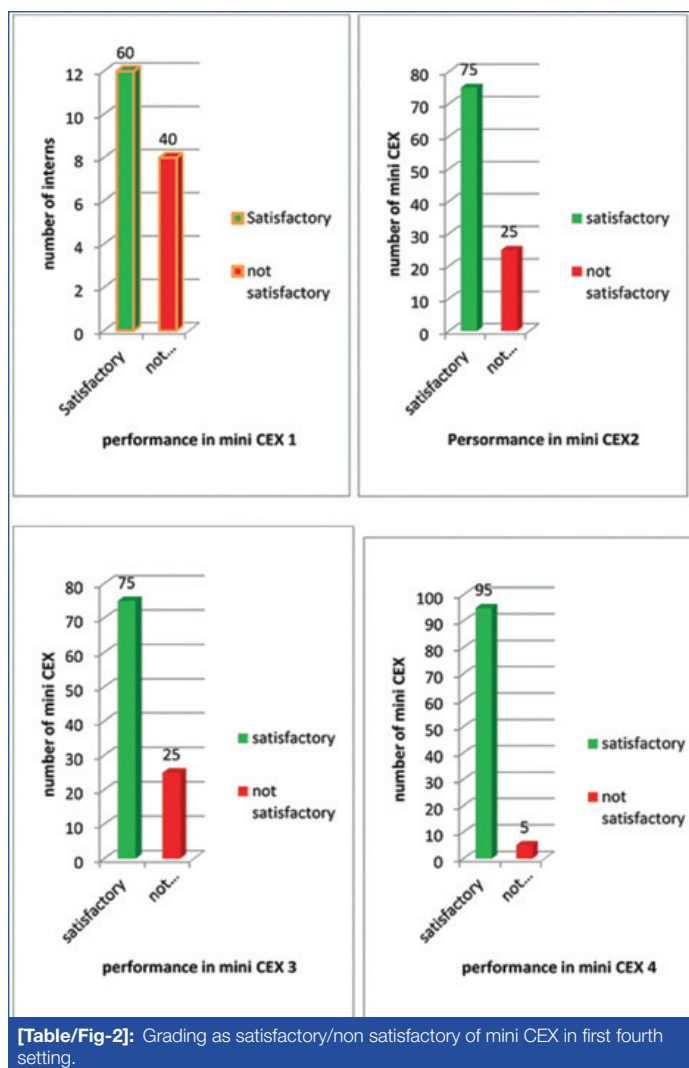 60
12
10
8
6
4
2
0
40
number of interns
Satisfactory
not
satisfactory
Satisfactory
not...
performance in mini CEX 1
80
70
60
50
40
30
20
10
0
75
25
number of mini CEX
satisfactory
not
satisfactory
satisfactory
not...
Persormance in mini CEX2
80
70
60
50
40
30
20
10
0
75
25
number of mini CEX
satisfactory
not
satisfactory
satisfactory
not...
performance in mini CEX 3
100
90
80
70
60
50
40
30
20
10
0
95
5
number of mini CEX
satisfactory
not
satisfactory
satisfactory
not...
performance in mini CEX 4
[Table/Fig-2]: Grading as satisfactory/non satisfactory of mini CEX in first fourth
setting.